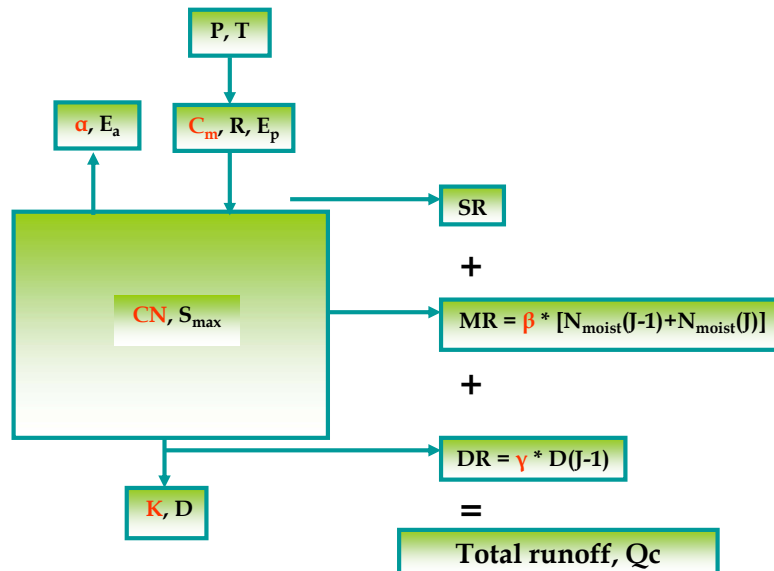 P, T
α, Eₐ
Cₘ, R, Eₚ
SR
+
CN, Sₘₐₓ
MR = β * [Nₘₒᵢₛₜ(J-1)+Nₘₒᵢₛₜ(J)]
+
DR = γ * D(J-1)
K, D
=
Total runoff, Qc